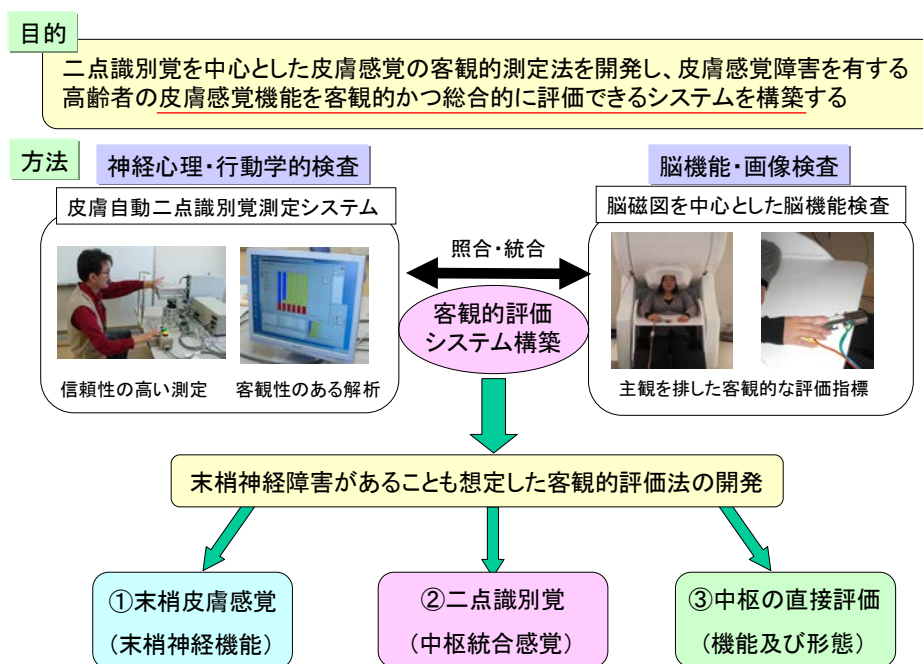 目的
二点識別覚を中心とした皮膚感覚の客観的測定法を開発し、皮膚感覚障害を有する
高齢者の皮膚感覚機能を客観的かつ総合的に評価できるシステムを構築する
方法
神経心理・行動学的検査
脳機能・画像検査
皮膚自動二点識別覚測定システム
脳磁図を中心とした脳機能検査
照合・統合
客観的評価
システム構築
信頼性の高い測定
客観性のある解析
主観を排した客観的な評価指標
末梢神経障害があることも想定した客観的評価法の開発
①末梢皮膚感覚
(末梢神経機能)
②二点識別覚
(中枢統合感覚)
③中枢の直接評価
(機能及び形態)